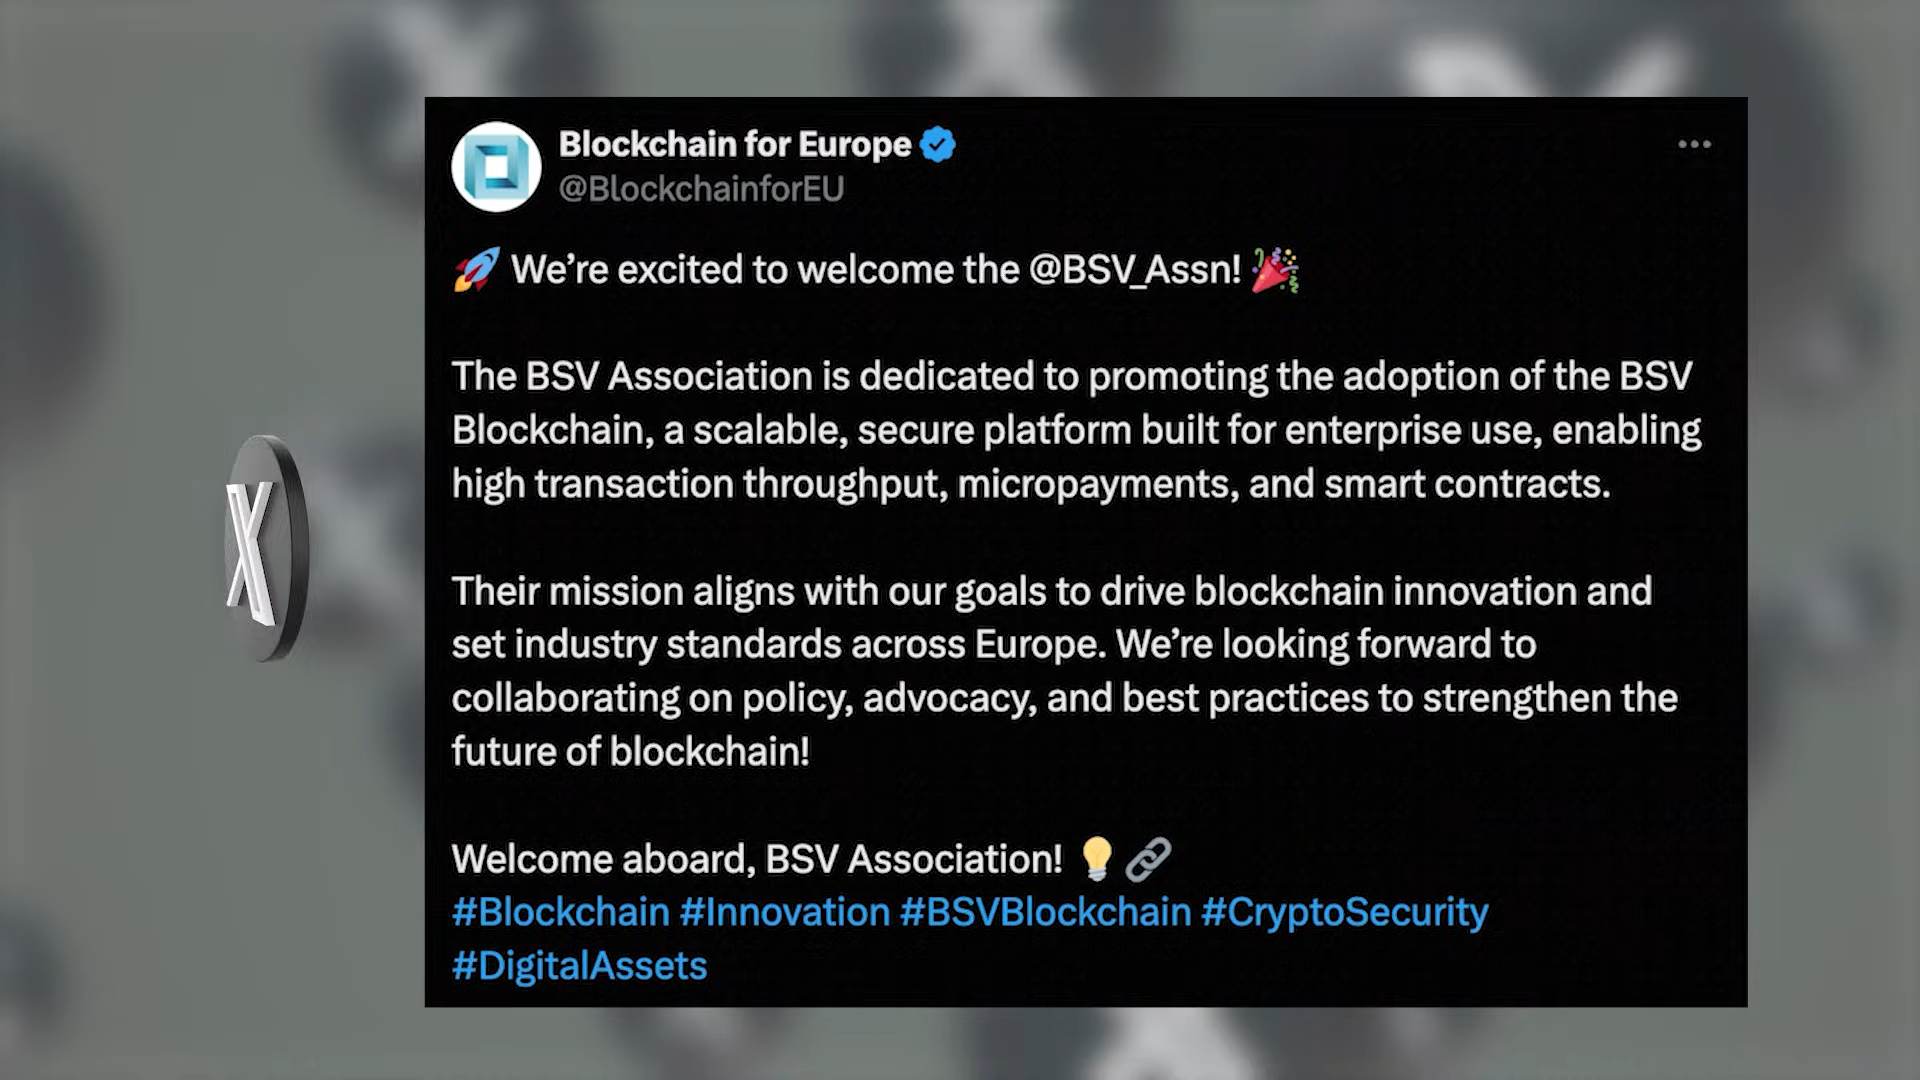 Blockchain for Europe
@BlockchainforEU
🚀 We're excited to welcome the @BSV_Assn! 🎉
The BSV Association is dedicated to promoting the adoption of the BSV
Blockchain, a scalable, secure platform built for enterprise use, enabling
high transaction throughput, micropayments, and smart contracts.
Their mission aligns with our goals to drive blockchain innovation and
set industry standards across Europe. We're looking forward to
collaborating on policy, advocacy, and best practices to strengthen the
future of blockchain!
Welcome aboard, BSV Association! 💡🔗
#Blockchain #Innovation #BSVBlockchain #CryptoSecurity
#DigitalAssets